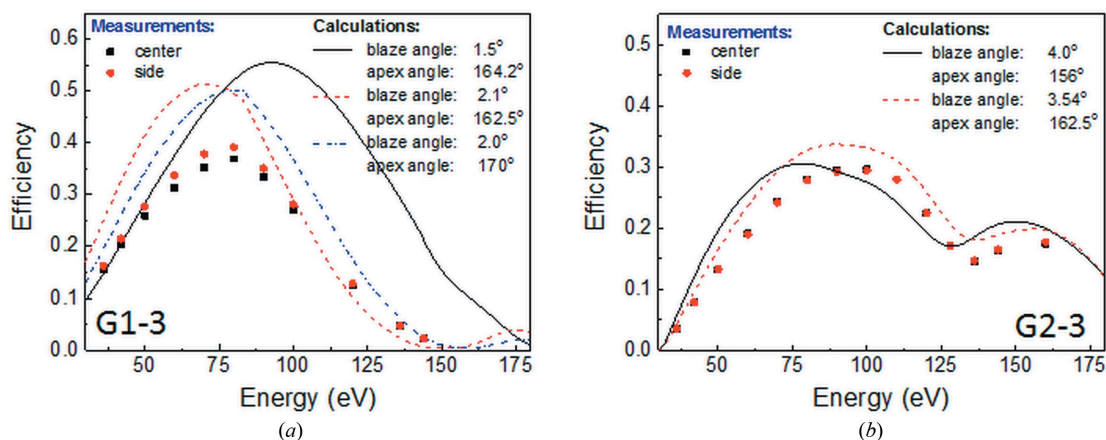 Measurements:
center
side
Calculations:
blaze angle: 1.5°
apex angle: 164.2°
blaze angle: 2.1°
apex angle: 162.5°
blaze angle: 2.0°
apex angle: 170°
0.6
0.5
0.4
0.3
0.2
0.1
0.0
Efficiency
G1-3
50 75 100 125 150 175
Energy (eV)
(a)
Measurements:
center
side
Calculations:
blaze angle: 4.0°
apex angle: 156°
blaze angle: 3.54°
apex angle: 162.5°
0.5
0.4
0.3
0.2
0.1
0.0
Efficiency
G2-3
50 75 100 125 150 175
Energy (eV)
(b)